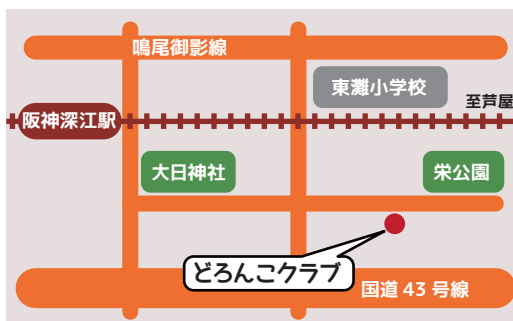 鳴尾御影線
東灘小学校
至芦屋
阪神深江駅
大日神社
栄公園
どろんこクラブ
国道 43 号線